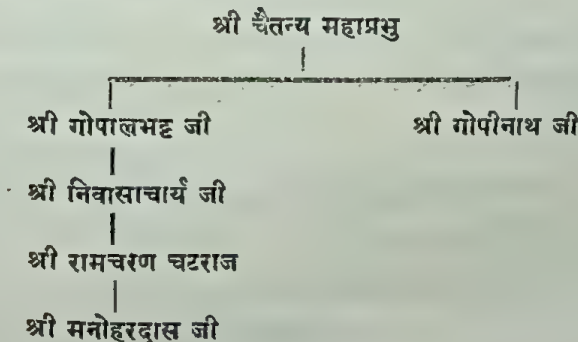 श्री चैतन्य महाप्रभु
श्री गोपालभट्ट जी श्री गोपीनाथ जी
श्री निवासाचार्य जी
श्री रामचरण चटराज
श्री मनोहरदास जी